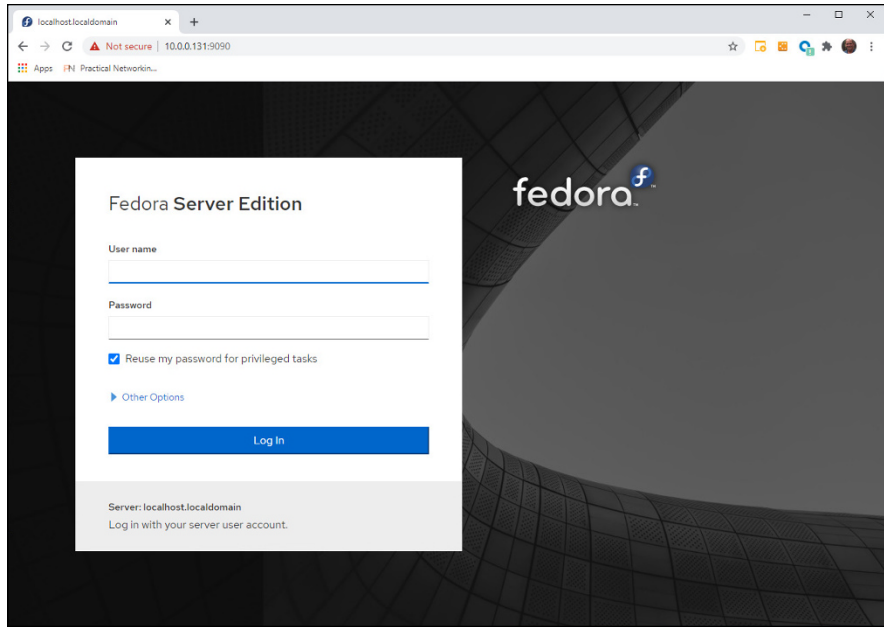 localhost.localdomain
Not secure | 10.0.0.131:9090
Apps PN Practical Networkin...
Fedora Server Edition
fedora
User name
Password
Reuse my password for privileged tasks
Other Options
Log In
Server: localhost.localdomain
Log in with your server user account.